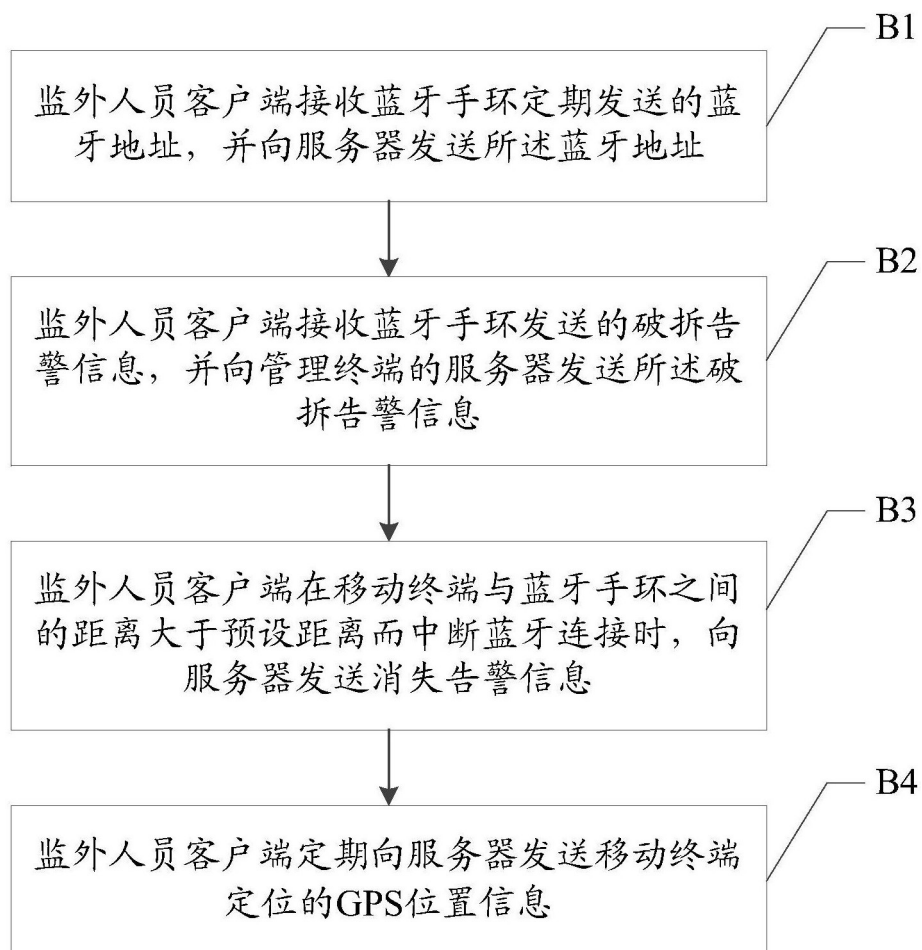 B1
监外人员客户端接收蓝牙手环定期发送的蓝
牙地址，并向服务器发送所述蓝牙地址
B2
监外人员客户端接收蓝牙手环发送的破拆告
警信息，并向管理终端的服务器发送所述破
拆告警信息
B3
监外人员客户端在移动终端与蓝牙手环之间
的距离大于预设距离而中断蓝牙连接时，向
服务器发送消失告警信息
B4
监外人员客户端定期向服务器发送移动终端
定位的GPS位置信息